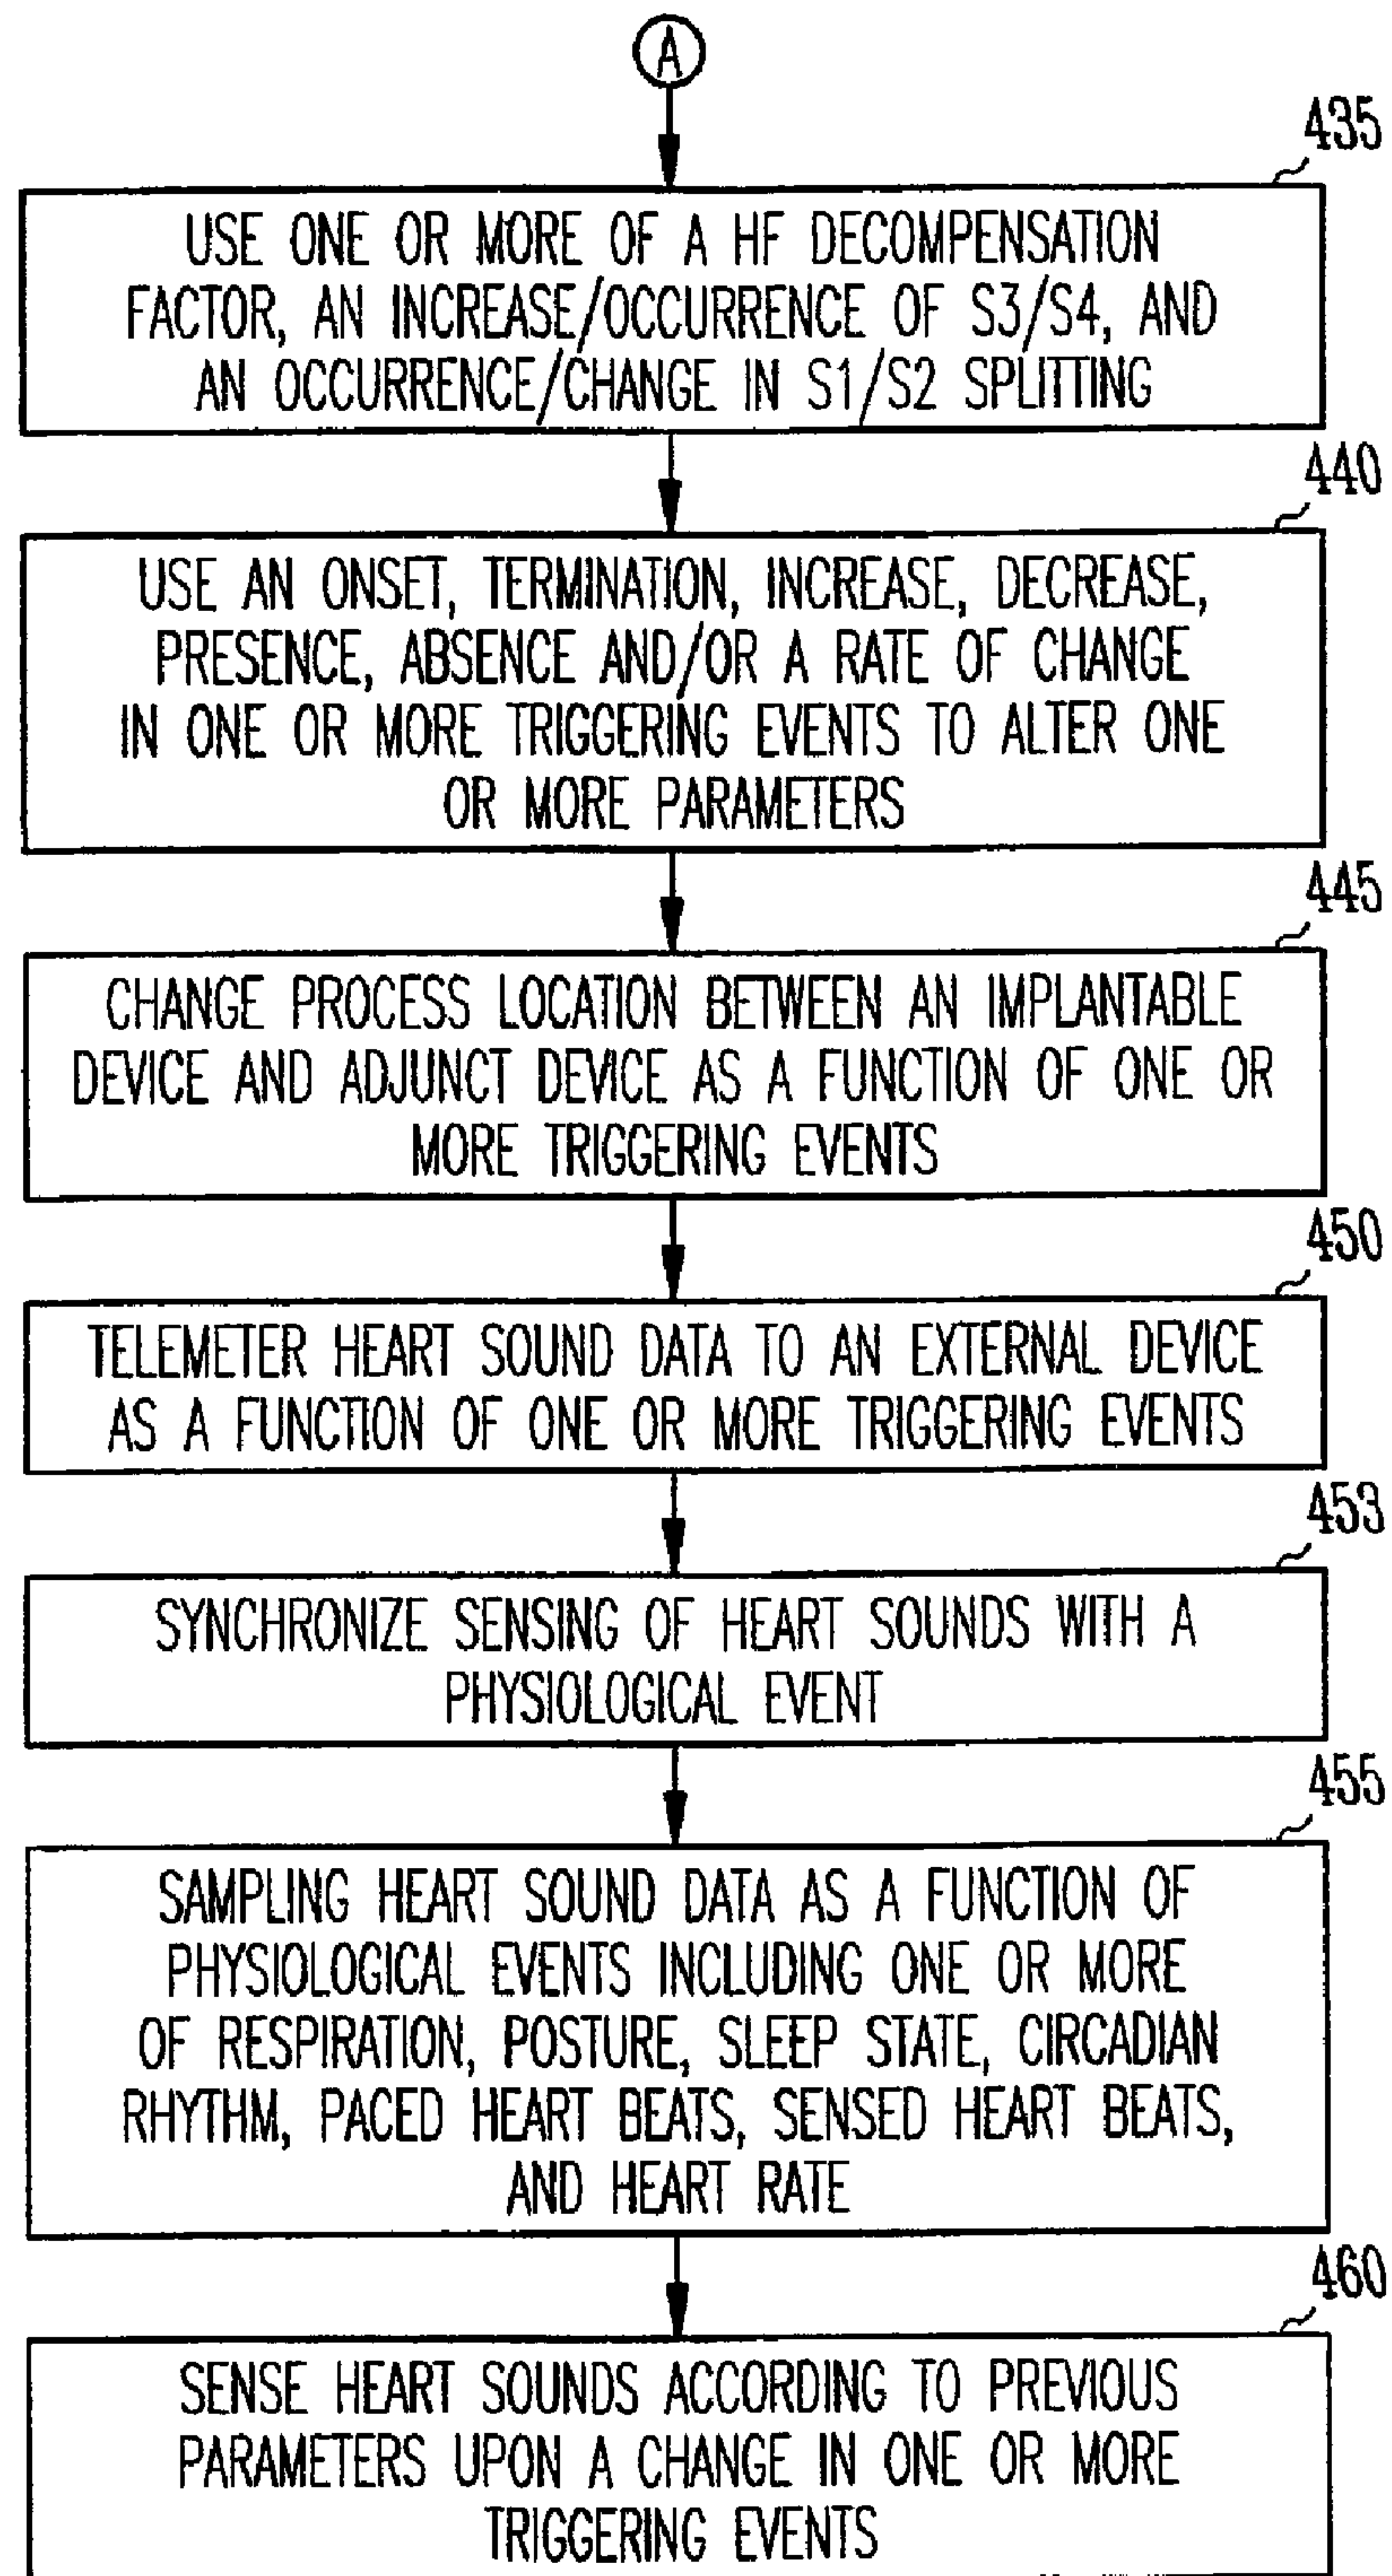 A
435
USE ONE OR MORE OF A HF DECOMPENSATION
FACTOR, AN INCREASE/OCCURRENCE OF S3/S4, AND
AN OCCURRENCE/CHANGE IN S1/S2 SPLITTING
440
USE AN ONSET, TERMINATION, INCREASE, DECREASE,
PRESENCE, ABSENCE AND/OR A RATE OF CHANGE
IN ONE OR MORE TRIGGERING EVENTS TO ALTER ONE
OR MORE PARAMETERS
445
CHANGE PROCESS LOCATION BETWEEN AN IMPLANTABLE
DEVICE AND ADJUNCT DEVICE AS A FUNCTION OF ONE OR
MORE TRIGGERING EVENTS
450
TELEMETER HEART SOUND DATA TO AN EXTERNAL DEVICE
AS A FUNCTION OF ONE OR MORE TRIGGERING EVENTS
453
SYNCHRONIZE SENSING OF HEART SOUNDS WITH A
PHYSIOLOGICAL EVENT
455
SAMPLING HEART SOUND DATA AS A FUNCTION OF
PHYSIOLOGICAL EVENTS INCLUDING ONE OR MORE
OF RESPIRATION, POSTURE, SLEEP STATE, CIRCADIAN
RHYTHM, PACED HEART BEATS, SENSED HEART BEATS,
AND HEART RATE
460
SENSE HEART SOUNDS ACCORDING TO PREVIOUS
PARAMETERS UPON A CHANGE IN ONE OR MORE
TRIGGERING EVENTS